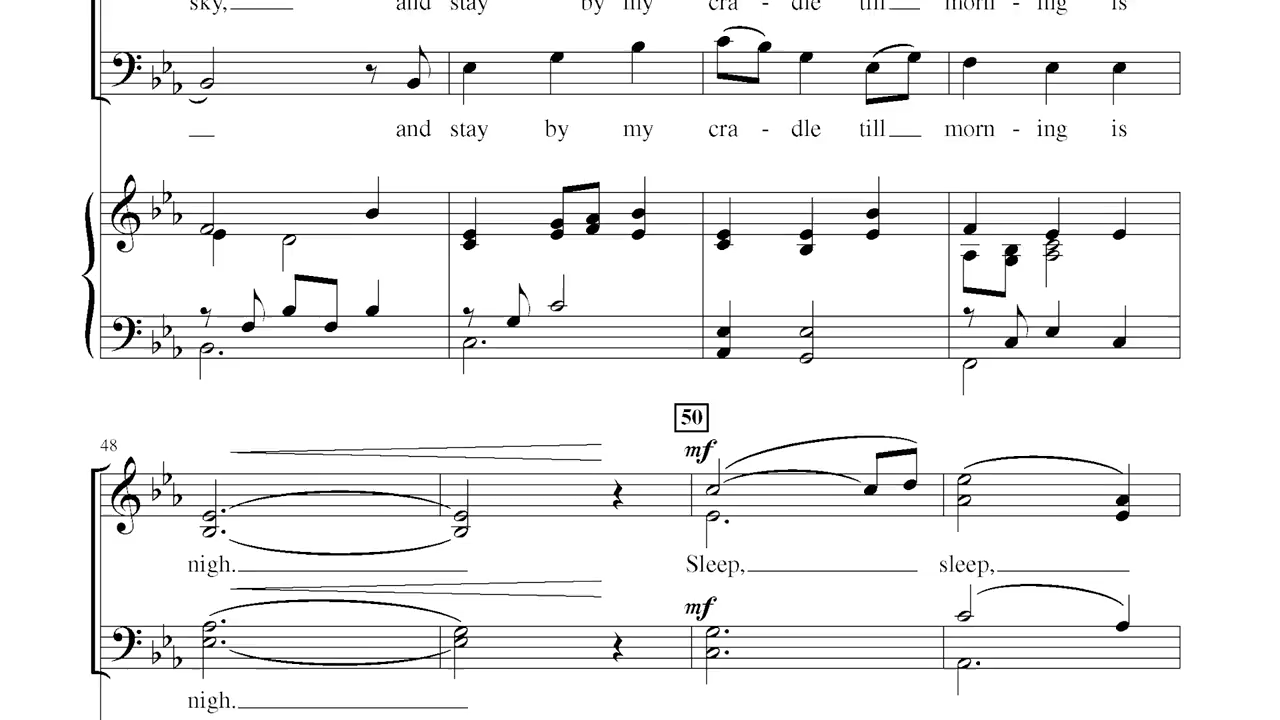 sky, and stay by my cra - dle till morn - ing is
and stay by my cra - dle till morn - ing is
50
48
mf
nigh. Sleep, sleep,
mf
nigh.